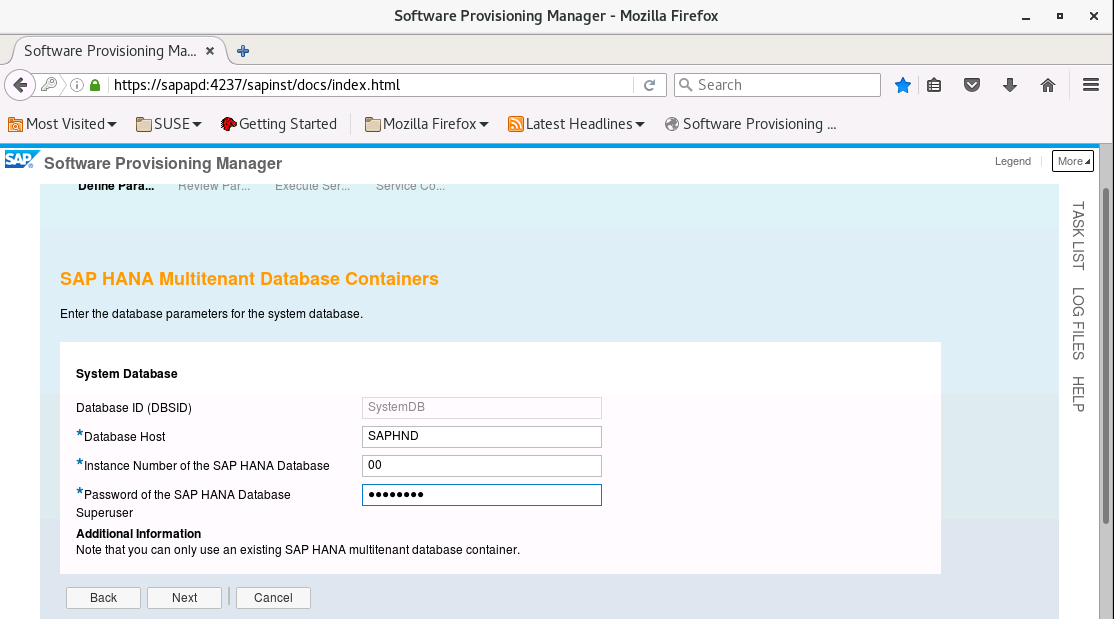 Software Provisioning Manager - Mozilla Firefox
Software Provisioning Ma...
https://sapapd:4237/sapinst/docs/index.html
Search
Most Visited
SUSE
Getting Started
Mozilla Firefox
Latest Headlines
Software Provisioning ...
SAP Software Provisioning Manager
Legend
More
Define Para...
Review Par...
Execute Ser...
Service Co...
TASK LIST
LOG FILES
HELP
SAP HANA Multitenant Database Containers
Enter the database parameters for the system database.
System Database
Database ID (DBSID)
SystemDB
*Database Host
SAPHND
*Instance Number of the SAP HANA Database
00
*Password of the SAP HANA Database
Superuser
••••••••
Additional Information
Note that you can only use an existing SAP HANA multitenant database container.
Back
Next
Cancel